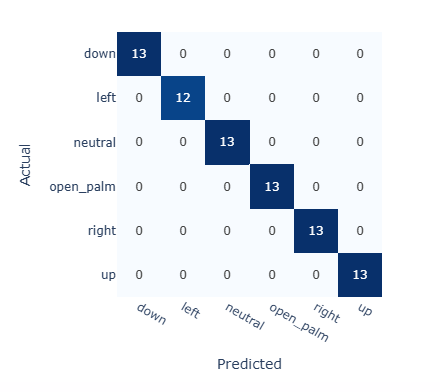 down 13 0 0 0 0 0
left 0 12 0 0 0 0
neutral 0 0 13 0 0 0
open_palm 0 0 0 13 0 0
right 0 0 0 0 13 0
up 0 0 0 0 0 13
Actual
down left neutral open_palm right up
Predicted